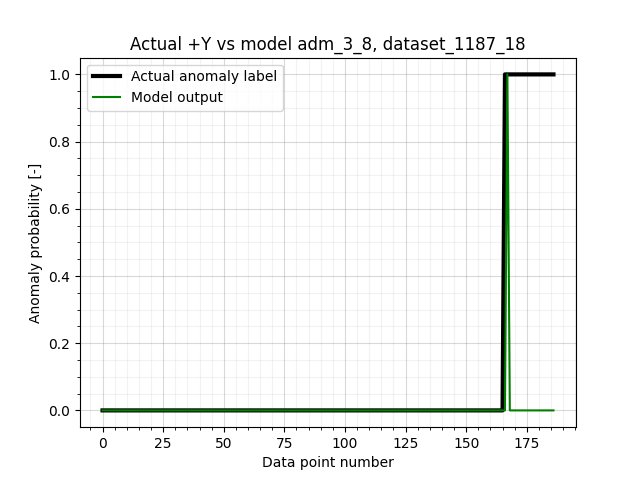 Actual +Y vs model adm_3_8, dataset_1187_18
Actual anomaly label
Model output
1.0
0.8
0.6
0.4
0.2
0.0
Anomaly probability [-]
0 25 50 75 100 125 150 175
Data point number